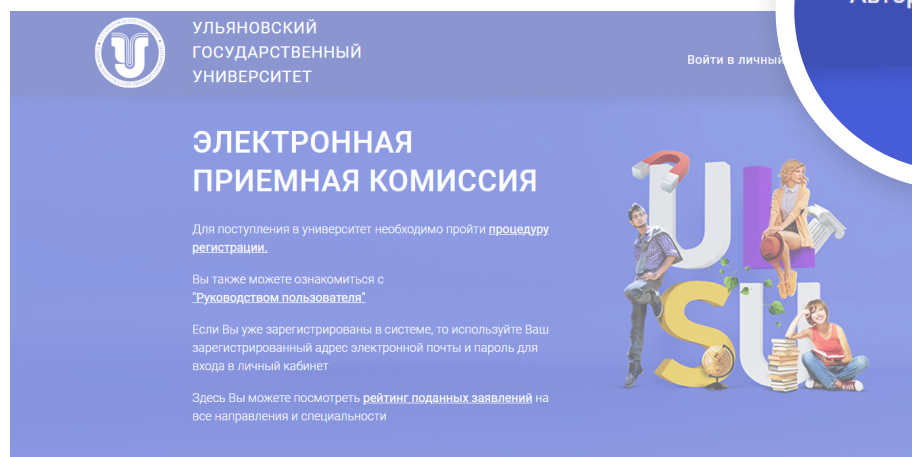 УЛЬЯНОВСКИЙ
ГОСУДАРСТВЕННЫЙ
УНИВЕРСИТЕТ
Войти в личный
ЭЛЕКТРОННАЯ
ПРИЕМНАЯ КОМИССИЯ
Для поступления в университет необходимо пройти процедуру
регистрации.
Вы также можете ознакомиться с
"Руководством пользователя"
Если Вы уже зарегистрированы в системе, то используйте Ваш
зарегистрированный адрес электронной почты и пароль для
входа в личный кабинет
Здесь Вы можете посмотреть рейтинг поданных заявлений на
все направления и специальности
UL
SU